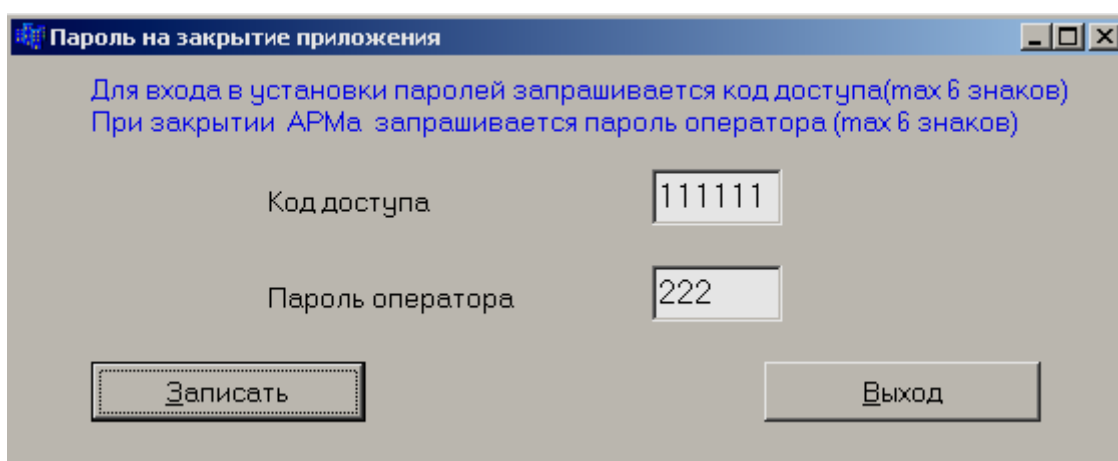 Пароль на закрытие приложения
Для входа в установки паролей запрашивается код доступа(max 6 знаков)
При закрытии АРМа запрашивается пароль оператора (max 6 знаков)
Код доступа 111111
Пароль оператора 222
Записать Выход